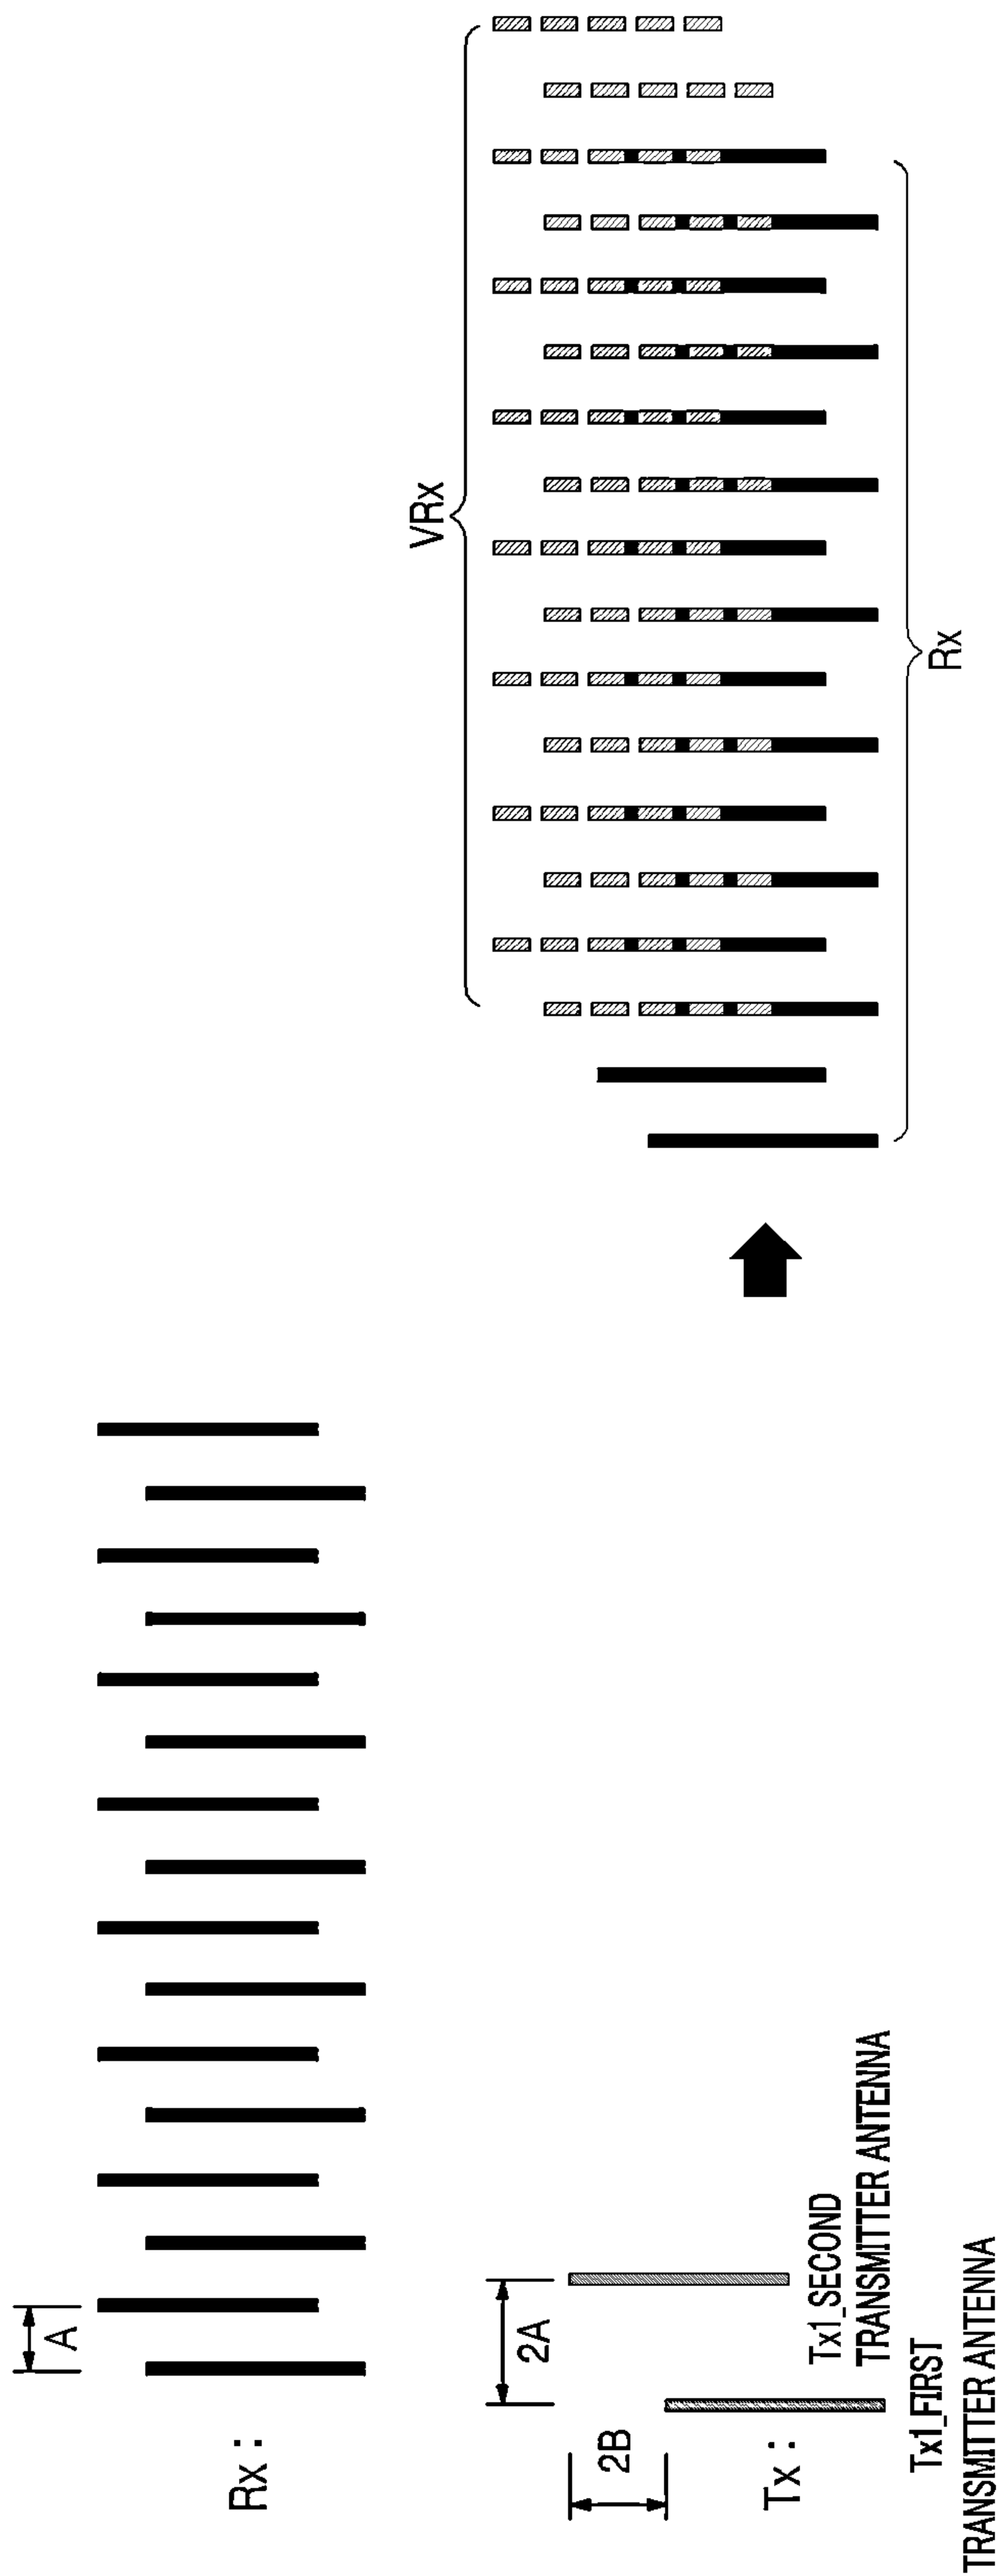 Rx :
A
Tx :
2B
2A
Tx1_FIRST
TRANSMITTER ANTENNA
Tx1_SECOND
TRANSMITTER ANTENNA
VRx
Rx